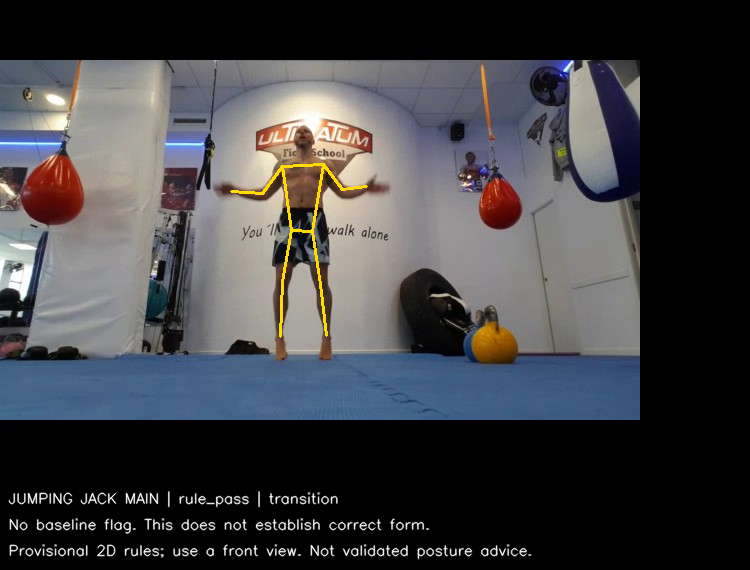 ULTIMATUM
Fight School
You'll walk alone
JUMPING JACK MAIN | rule_pass | transition
No baseline flag. This does not establish correct form.
Provisional 2D rules; use a front view. Not validated posture advice.